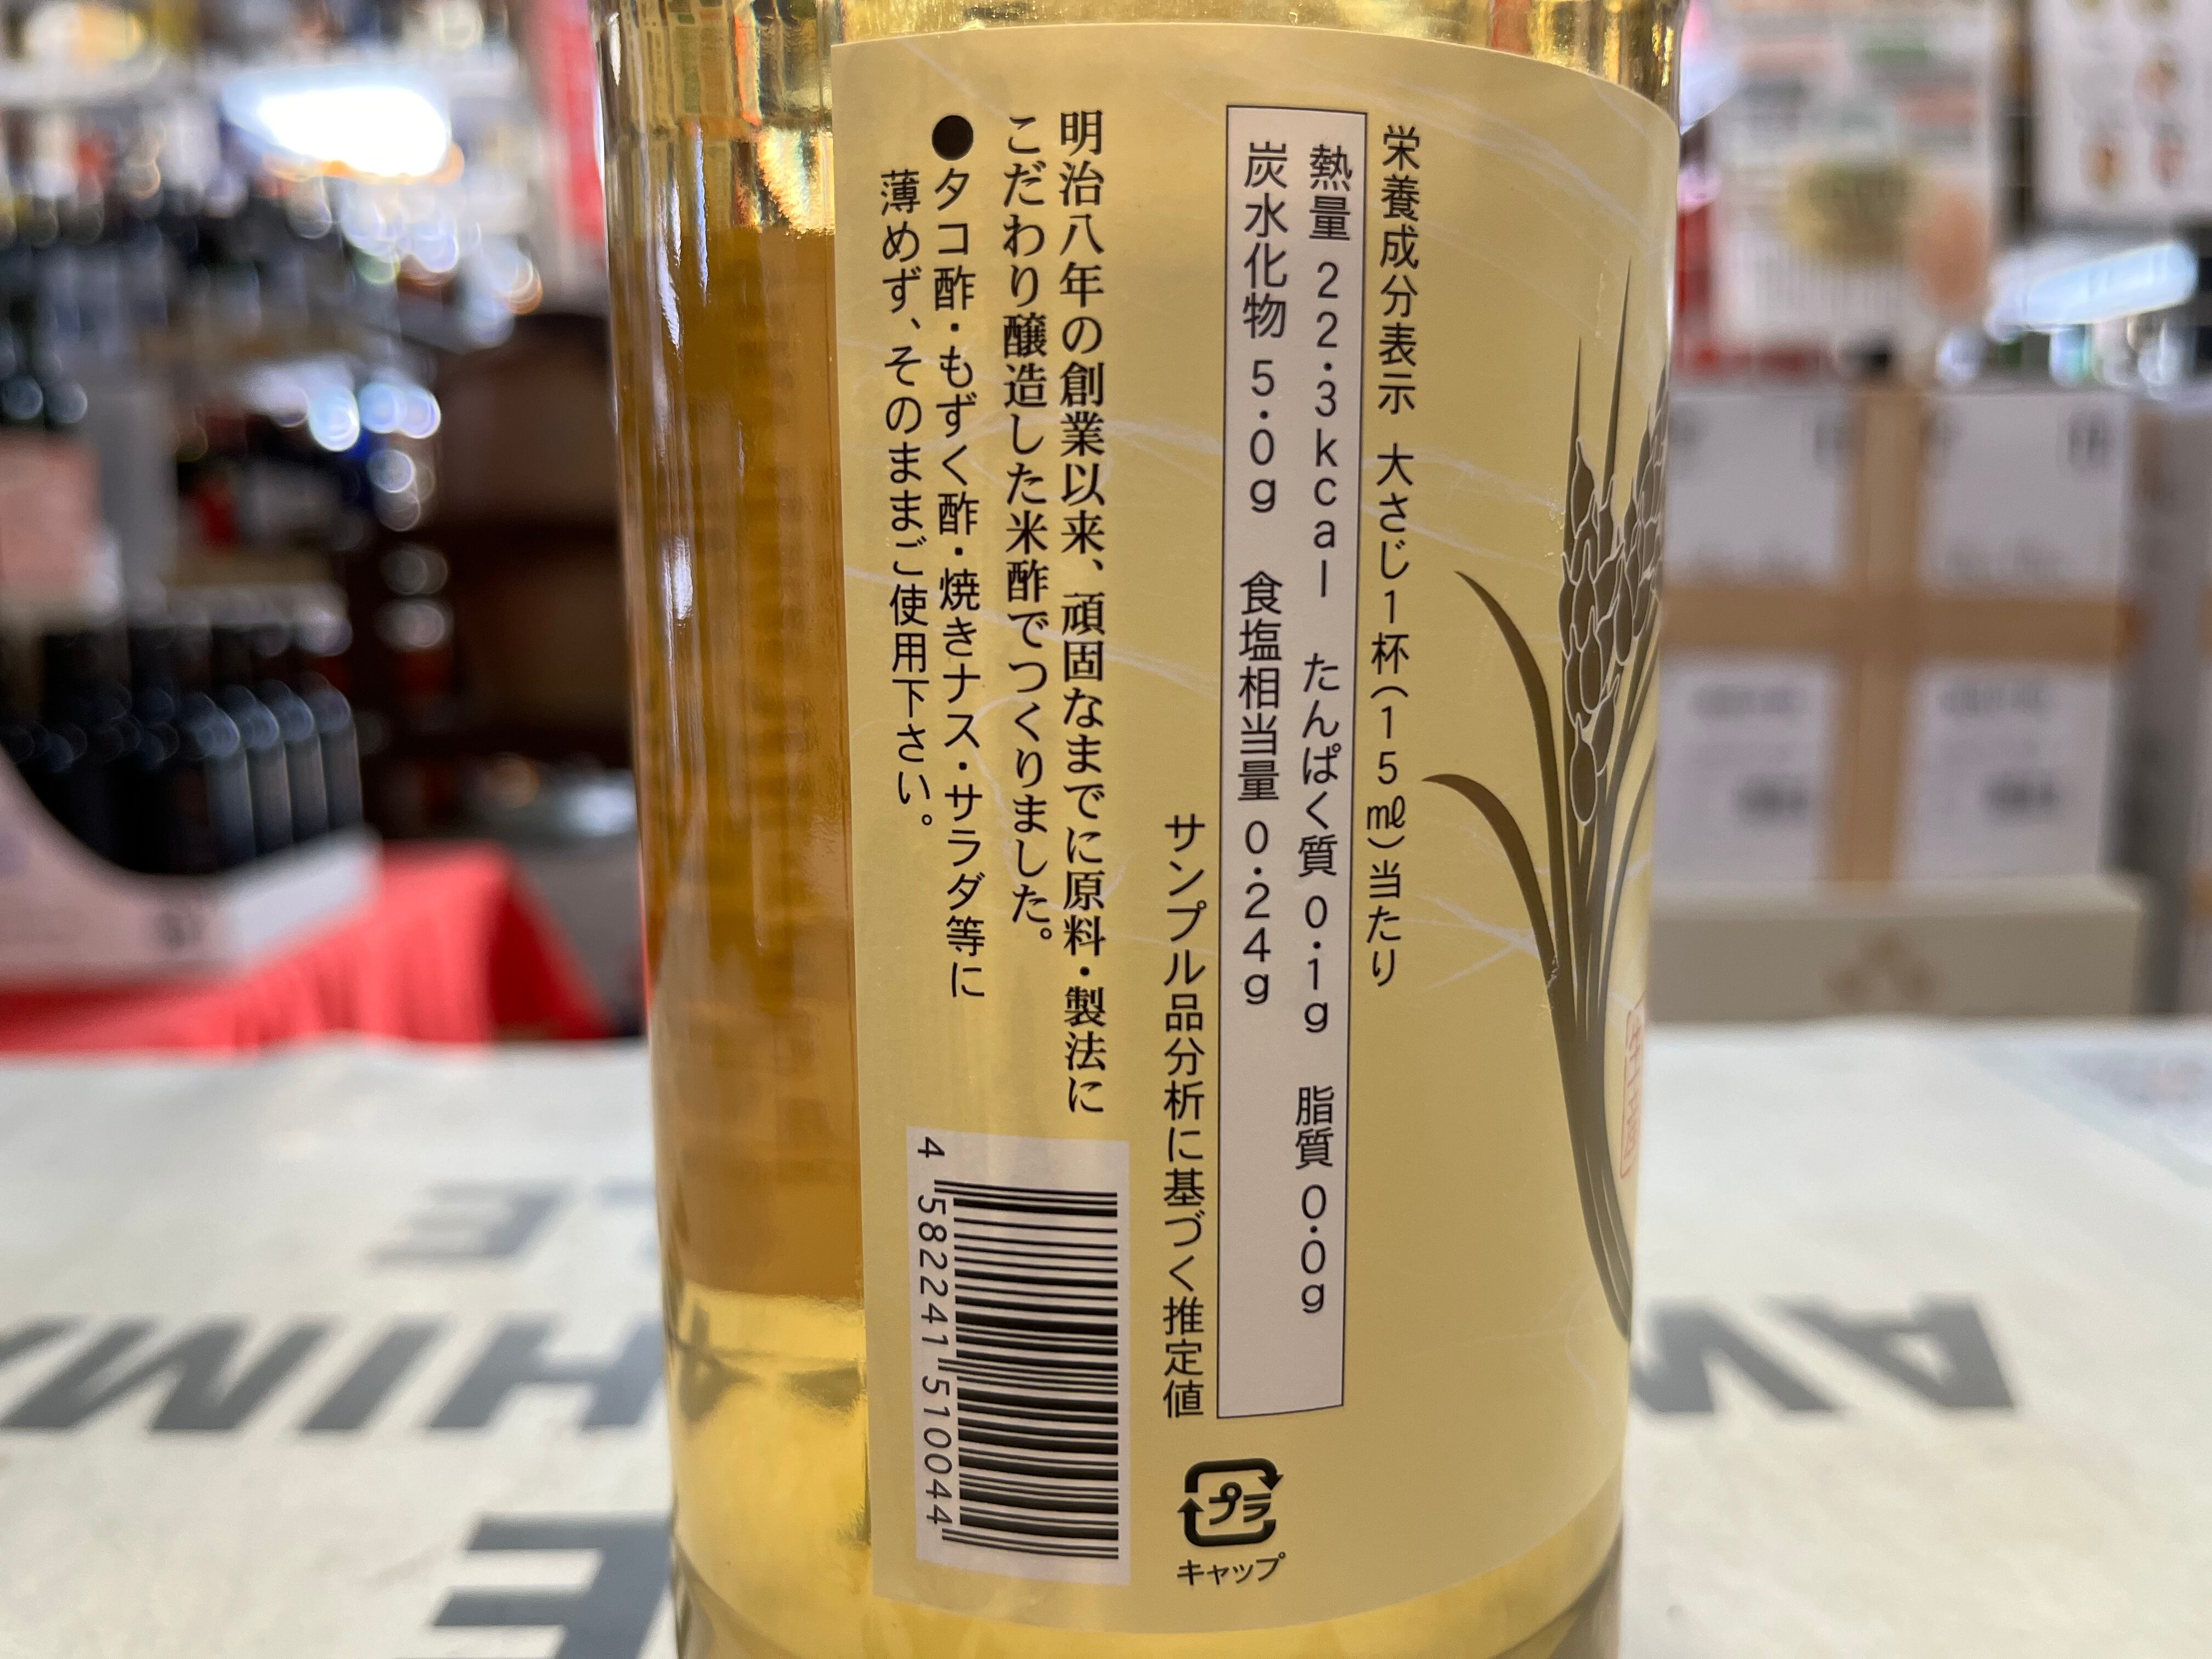 栄養成分表示 大さじ1杯(15㎖)当たり
熱量 22.3kcal たんぱく質 0.1g 脂質 0.0g
炭水化物 5.0g 食塩相当量 0.24g
サンプル品分析に基づく推定値
明治八年の創業以来、頑固なまでに原料・製法に
こだわり醸造した米酢でつくりました。
●タコ酢・もずく酢・焼きナス・サラダ等に
薄めず、そのままご使用下さい。
4 582241 510044
プラ
キャップ